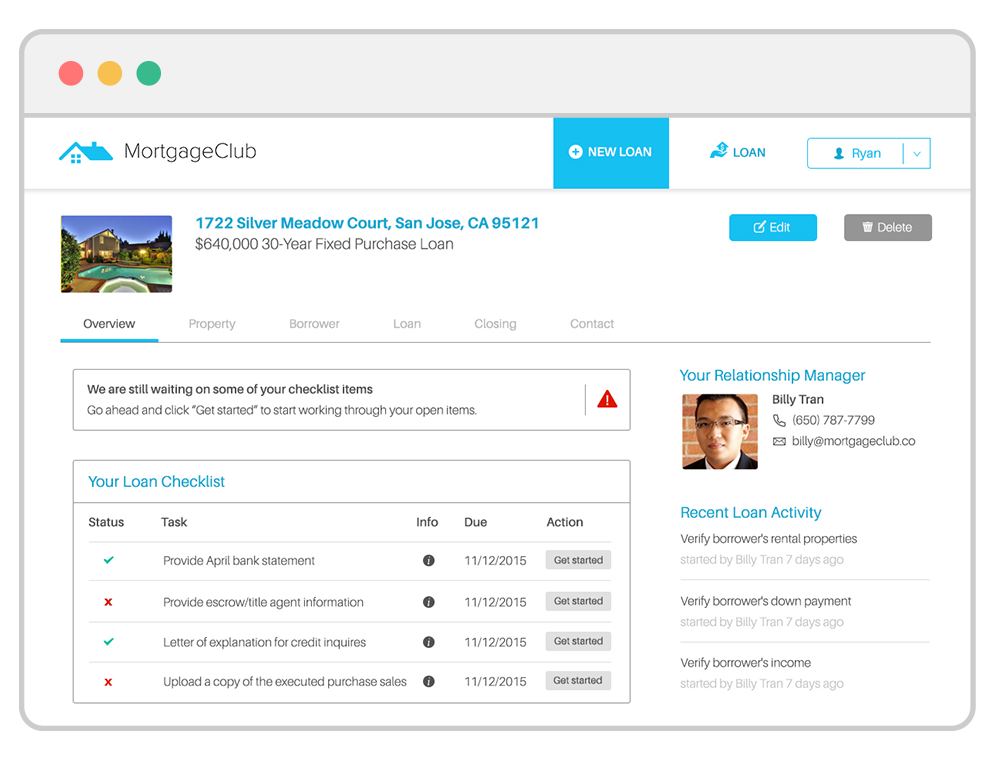 MortgageClub
NEW LOAN
LOAN
Ryan
1722 Silver Meadow Court, San Jose, CA 95121
$640,000 30-Year Fixed Purchase Loan
Edit
Delete
Overview Property Borrower Loan Closing Contact
We are still waiting on some of your checklist items
Go ahead and click “Get started” to start working through your open items.
Your Loan Checklist
Status Task Info Due Action
Provide April bank statement 11/12/2015 Get started
Provide escrow/title agent information 11/12/2015 Get started
Letter of explanation for credit inquires 11/12/2015 Get started
Upload a copy of the executed purchase sales 11/12/2015 Get started
Your Relationship Manager
Billy Tran
(650) 787-7799
billy@mortgageclub.co
Recent Loan Activity
Verify borrower's rental properties
started by Billy Tran 7 days ago
Verify borrower's down payment
started by Billy Tran 7 days ago
Verify borrower's income
started by Billy Tran 7 days ago